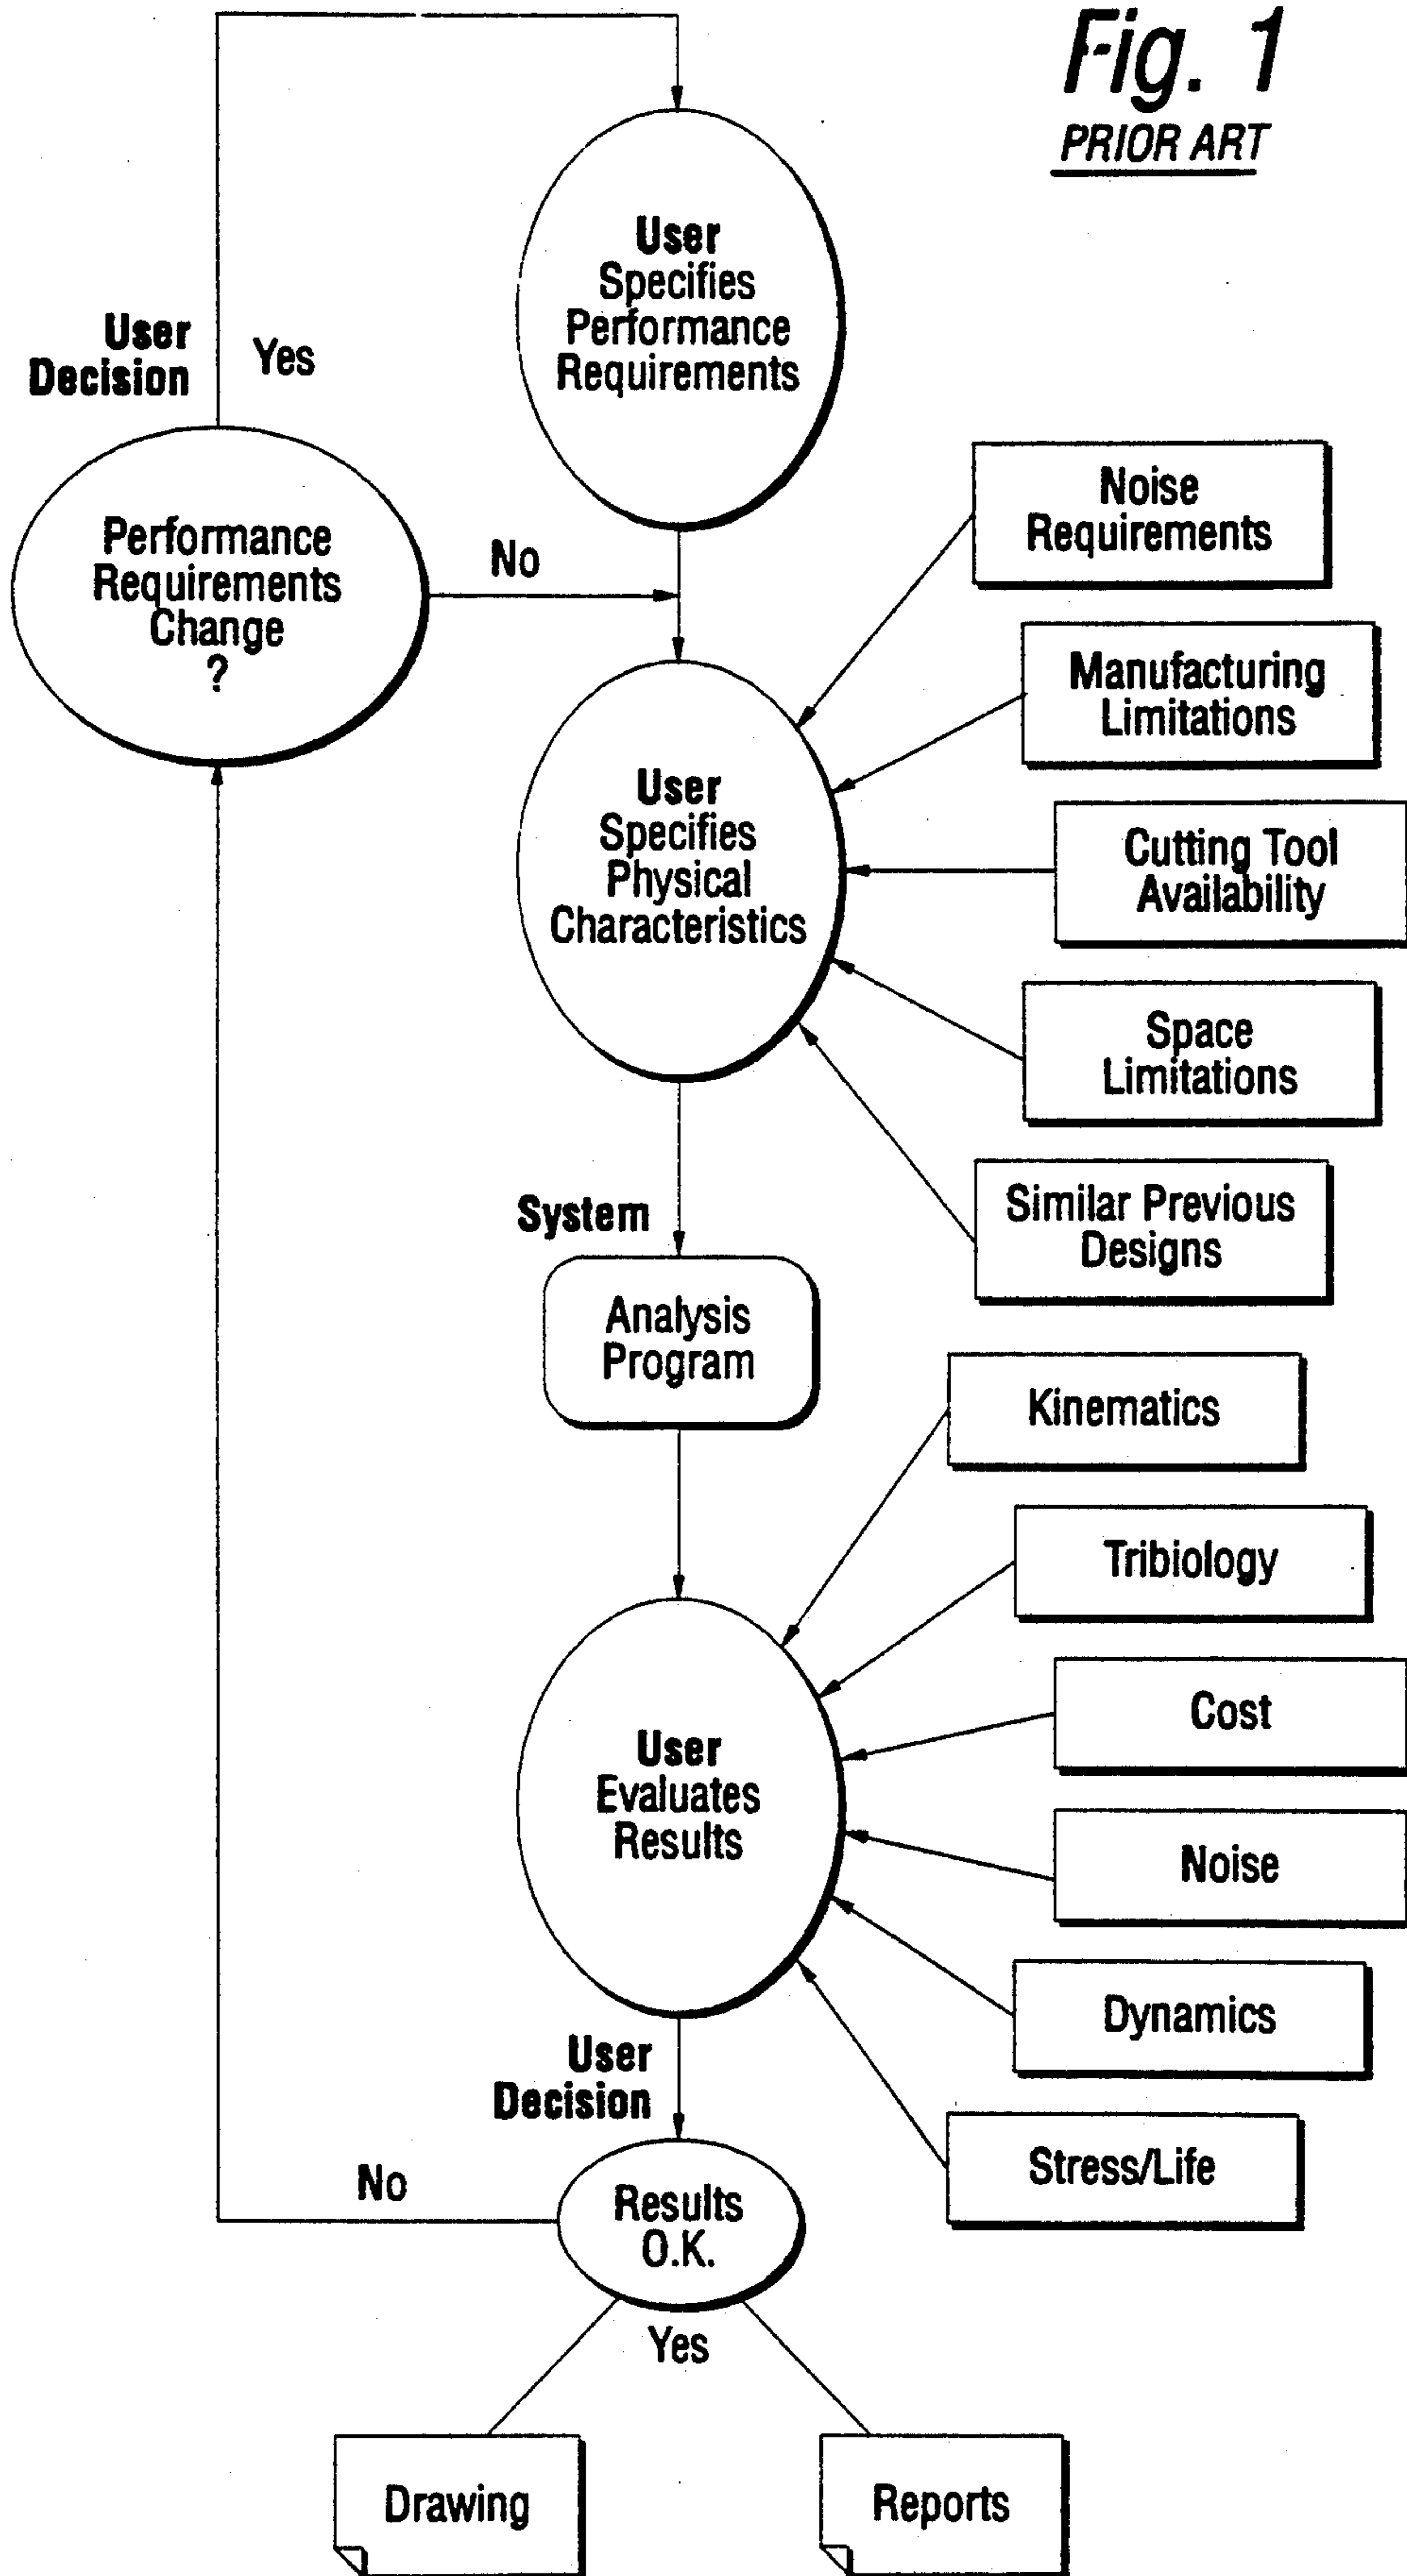 Fig. 1
PRIOR ART
User
Specifies
Performance
Requirements
User
Decision
Yes
Performance
Requirements
Change
?
No
Noise
Requirements
Manufacturing
Limitations
User
Specifies
Physical
Characteristics
Cutting Tool
Availability
Space
Limitations
Similar Previous
Designs
System
Analysis
Program
Kinematics
Tribiology
Cost
User
Evaluates
Results
Noise
Dynamics
Stress/Life
User
Decision
No
Results
O.K.
Yes
Drawing
Reports